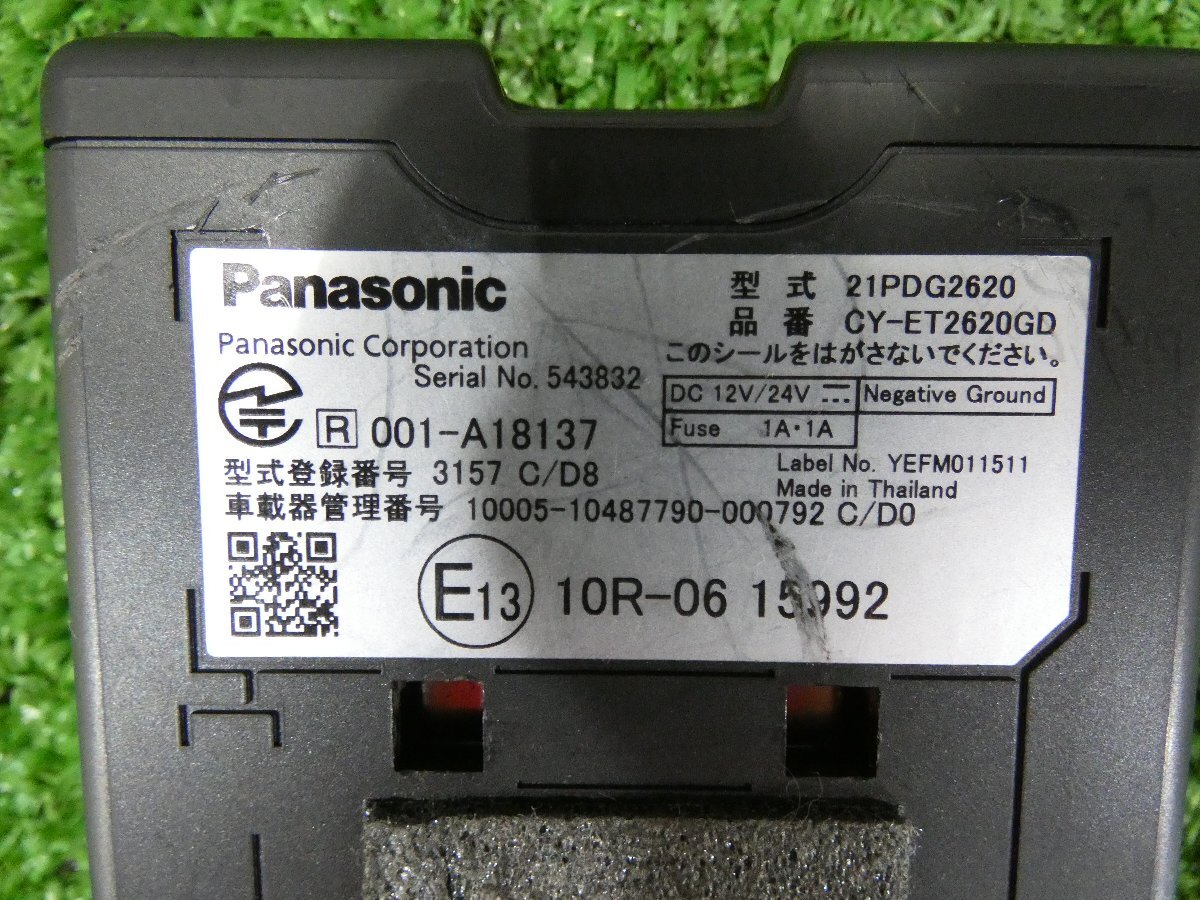 Panasonic
型式 21PDG2620
品番 CY-ET2620GD
Panasonic Corporation
このシールをはがさないでください。
Serial No. 543832
DC 12V/24V ⎓ Negative Ground
Fuse 1A・1A
R 001-A18137
型式登録番号 3157 C/D8
Label No. YEFM011511
Made in Thailand
車載器管理番号 10005-10487790-000792 C/D0
E13 10R-06 15992